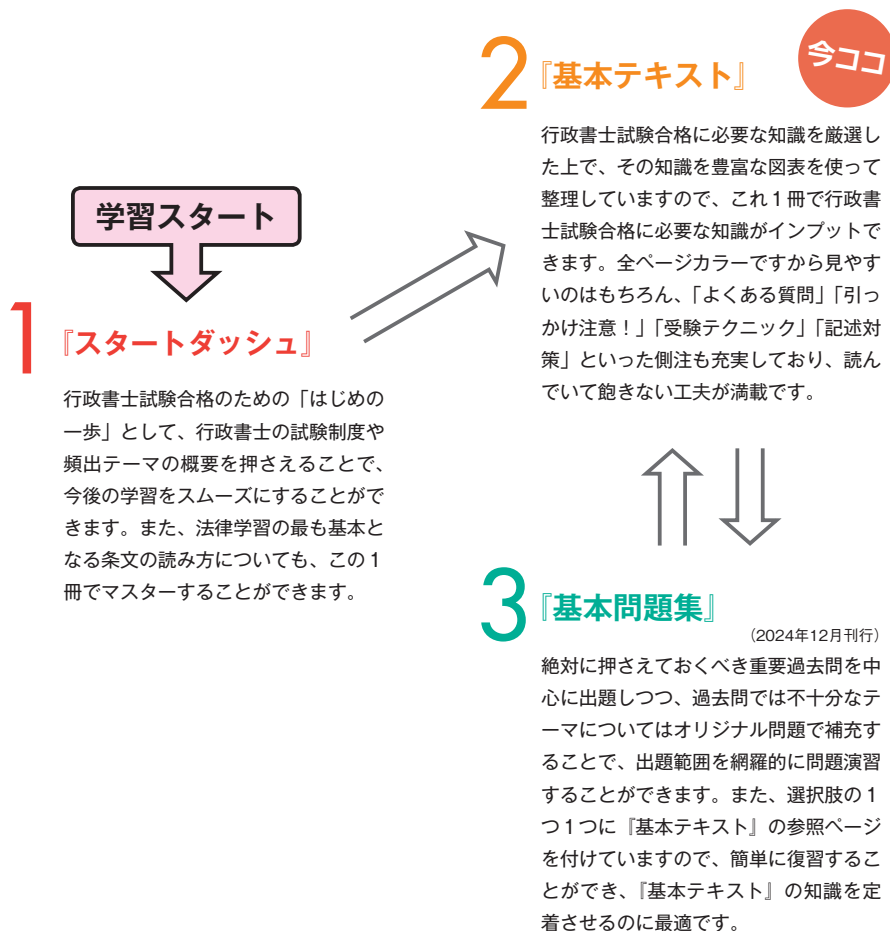 学習スタート
1
『スタートダッシュ』
行政書士試験合格のための「はじめの
一歩」として、行政書士の試験制度や
頻出テーマの概要を押さえることで、
今後の学習をスムーズにすることがで
きます。また、法律学習の最も基本と
なる条文の読み方についても、この1
冊でマスターすることができます。
2
『基本テキスト』
今ココ
行政書士試験合格に必要な知識を厳選し
た上で、その知識を豊富な図表を使って
整理していますので、これ1冊で行政書
士試験合格に必要な知識がインプットで
きます。全ページカラーですから見やす
いのはもちろん、「よくある質問」「引っ
かけ注意！」「受験テクニック」「記述対
策」といった側注も充実しており、読ん
でいて飽きない工夫が満載です。
3
『基本問題集』
（2024年12月刊行）
絶対に押さえておくべき重要過去問を中
心に出題しつつ、過去問では不十分なテ
ーマについてはオリジナル問題で補充す
ることで、出題範囲を網羅的に問題演習
することができます。また、選択肢の1
つ1つに『基本テキスト』の参照ページ
を付けていますので、簡単に復習するこ
とができ、『基本テキスト』の知識を定
着させるのに最適です。